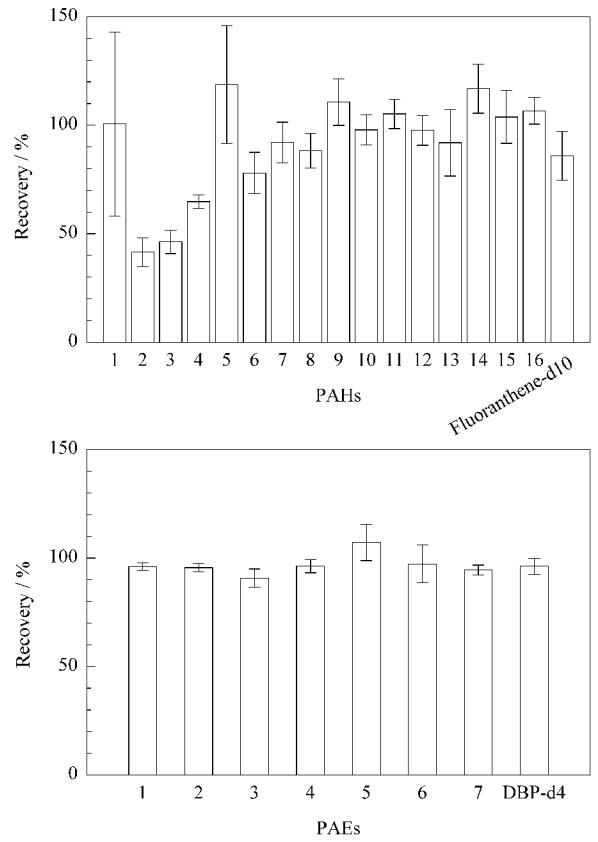 150
100
50
0
Recovery / %
1 2 3 4 5 6 7 8 9 10 11 12 13 14 15 16 Fluoranthene-d10
PAHs
150
100
50
0
Recovery / %
1 2 3 4 5 6 7 DBP-d4
PAEs